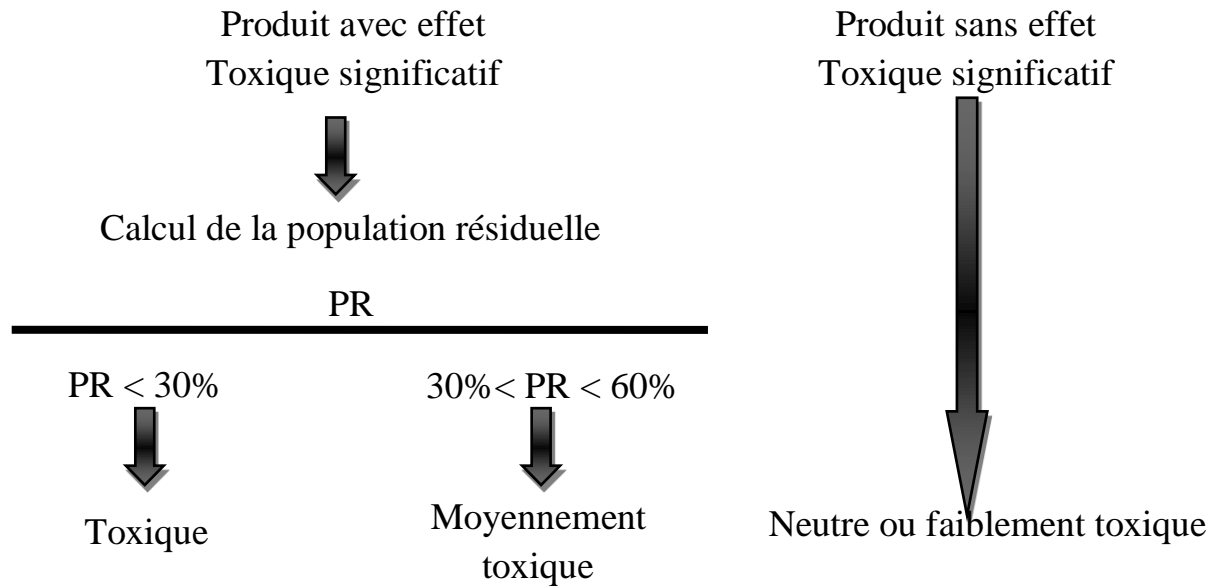 Produit avec effet
Toxique significatif
Calcul de la population résiduelle
PR
PR < 30%
30%< PR < 60%
Toxique
Moyennement
toxique
Produit sans effet
Toxique significatif
Neutre ou faiblement toxique